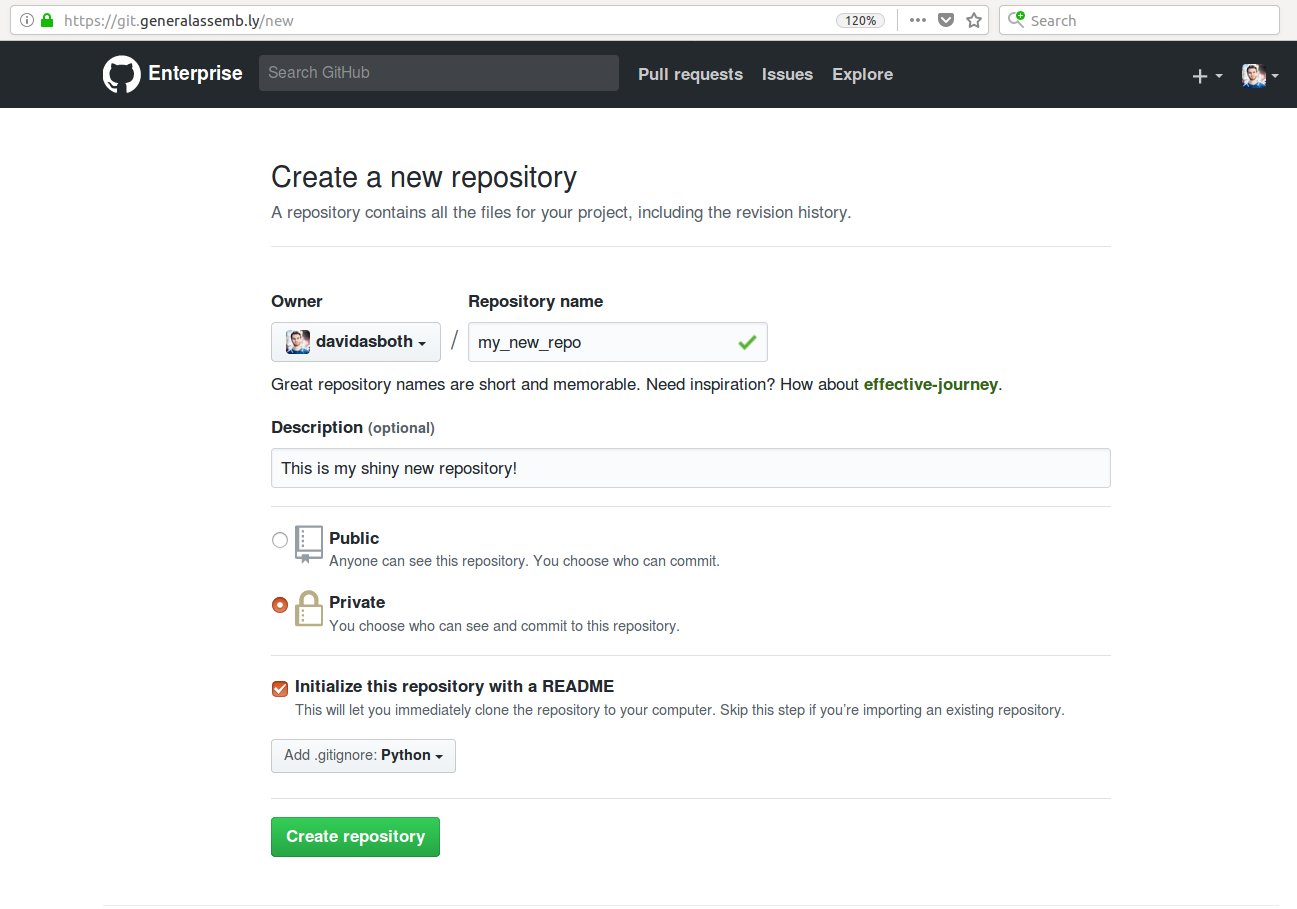 https://git.generalassemb.ly/new 120% Search
Enterprise Search GitHub Pull requests Issues Explore
Create a new repository
A repository contains all the files for your project, including the revision history.
Owner Repository name
davidasboth / my_new_repo
Great repository names are short and memorable. Need inspiration? How about effective-journey.
Description (optional)
This is my shiny new repository!
Public
Anyone can see this repository. You choose who can commit.
Private
You choose who can see and commit to this repository.
Initialize this repository with a README
This will let you immediately clone the repository to your computer. Skip this step if you’re importing an existing repository.
Add .gitignore: Python
Create repository